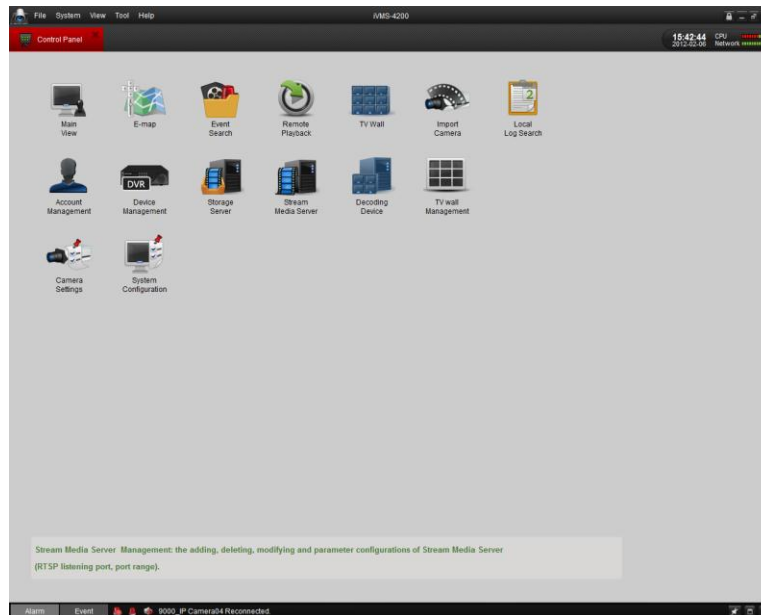 File System View Tool Help iVMS-4200
Control Panel
15:42:44 CPU
2012-02-06 Network
Main View
E-map
Event Search
Remote Playback
TV Wall
Import Camera
2
Local Log Search
Account Management
DVR
Device Management
Storage Server
Stream Media Server
Decoding Device
TV wall Management
Camera Settings
System Configuration
Stream Media Server Management: the adding, deleting, modifying and parameter configurations of Stream Media Server
(RTSP listening port, port range).
Alarm Event 9000_IP Camera04 Reconnected.